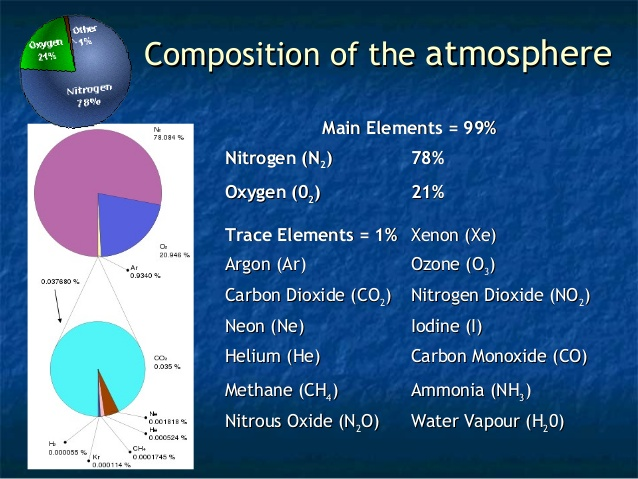 Composition of the atmosphere
Other
1%
Oxygen
21%
Nitrogen
78%
Main Elements = 99%
Nitrogen (N₂) 78%
Oxygen (0₂) 21%
Trace Elements = 1% Xenon (Xe)
Argon (Ar) Ozone (O₃)
Carbon Dioxide (CO₂) Nitrogen Dioxide (NO₂)
Neon (Ne) Iodine (I)
Helium (He) Carbon Monoxide (CO)
Methane (CH₄) Ammonia (NH₃)
Nitrous Oxide (N₂O) Water Vapour (H₂0)
N₂
78.084 %
O₂
20.946 %
Ar
0.9340 %
0.037680 %
CO₂
0.035 %
Ne
0.001818 %
He
0.000524 %
CH₄
0.0001745 %
Kr
0.000114 %
H₂
0.000055 %